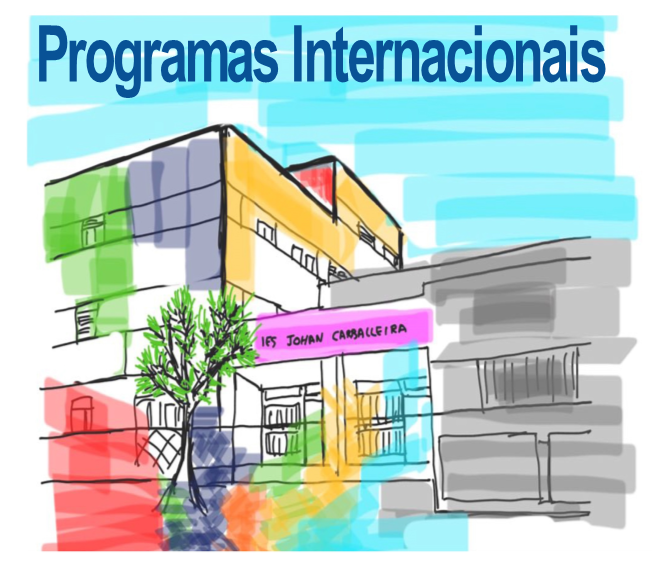 Programas Internacionais
IES JOHAN CARBALLEIRA